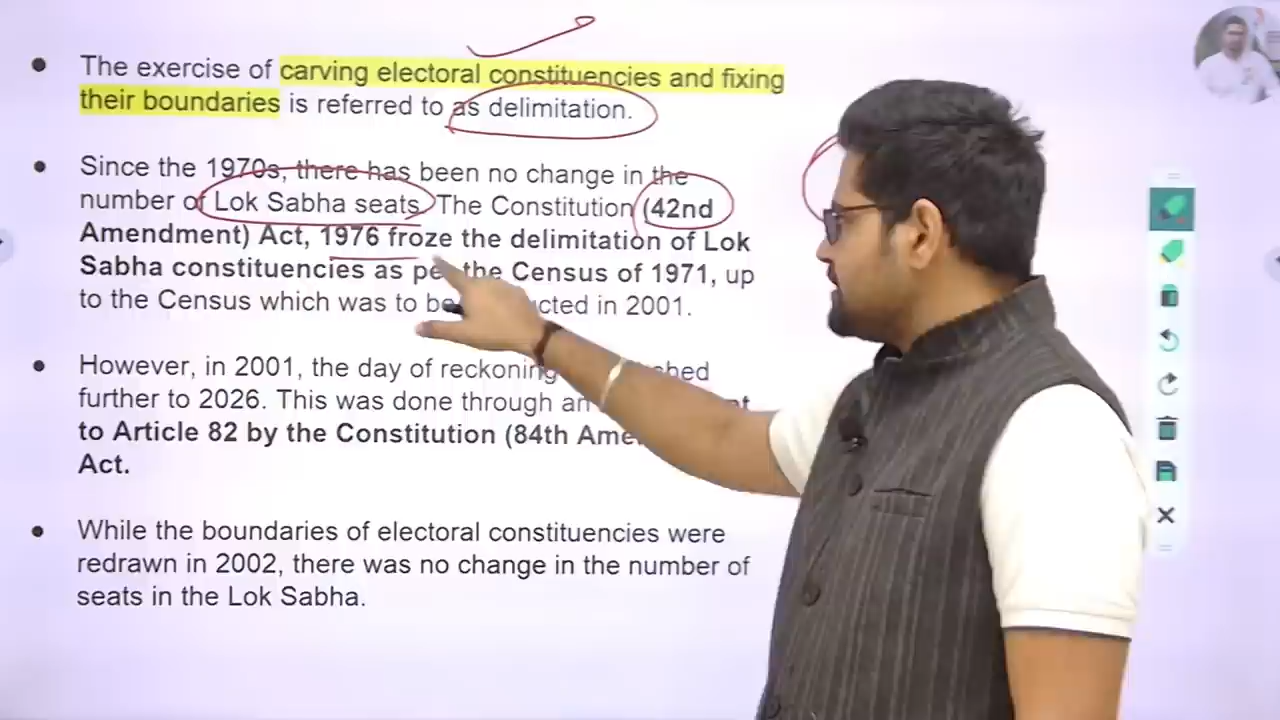 The exercise of carving electoral constituencies and fixing
their boundaries is referred to as delimitation.
Since the 1970s, there has been no change in the
number of Lok Sabha seats. The Constitution (42nd
Amendment) Act, 1976 froze the delimitation of Lok
Sabha constituencies as per the Census of 1971, up
to the Census which was to be in 2001.
However, in 2001, the day of reckoning
further to 2026. This was done through an
to Article 82 by the Constitution (84th
Act.
While the boundaries of electoral constituencies were
redrawn in 2002, there was no change in the number of
seats in the Lok Sabha.